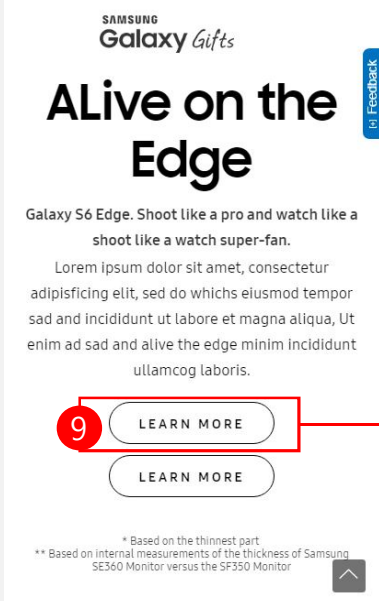 SAMSUNG
Galaxy Gifts
[+] Feedback
ALive on the
Edge
Galaxy S6 Edge. Shoot like a pro and watch like a
shoot like a watch super-fan.
Lorem ipsum dolor sit amet, consectetur
adipisficing elit, sed do whichs eiusmod tempor
sad and incididunt ut labore et magna aliqua, Ut
enim ad sad and alive the edge minim incididunt
ullamcog laboris.
9
LEARN MORE
LEARN MORE
* Based on the thinnest part
** Based on internal measurements of the thickness of Samsung
SE360 Monitor versus the SF350 Monitor